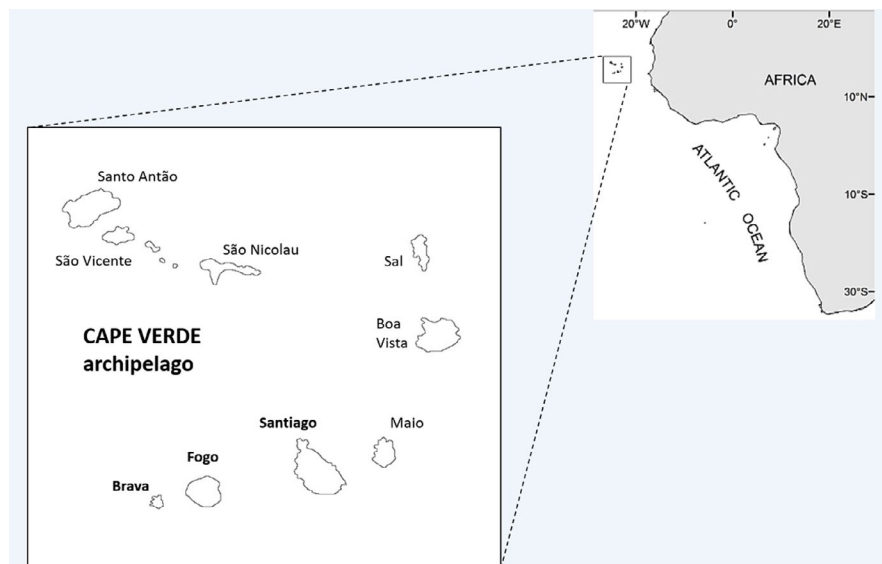 20°W 0° 20°E
AFRICA
10°N
ATLANTIC OCEAN
10°S
30°S
Santo Antão
São Vicente
São Nicolau
Sal
Boa
Vista
CAPE VERDE
archipelago
Santiago
Maio
Fogo
Brava